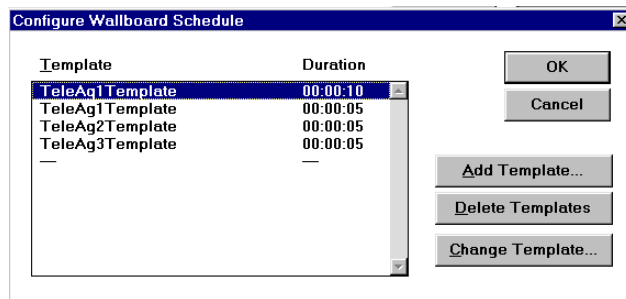 Configure Wallboard Schedule
Template Duration
TeleAq1Template 00:00:10
TeleAg1Template 00:00:05
TeleAg2Template 00:00:05
TeleAg3Template 00:00:05
— —
OK
Cancel
Add Template...
Delete Templates
Change Template...